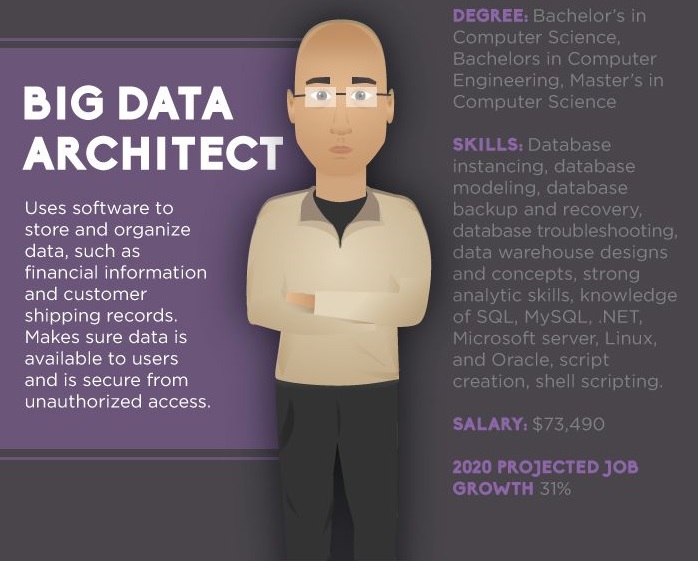 BIG DATA
ARCHITECT
Uses software to
store and organize
data, such as
financial information
and customer
shipping records.
Makes sure data is
available to users
and is secure from
unauthorized access.
DEGREE: Bachelor's in
Computer Science,
Bachelors in Computer
Engineering, Master's in
Computer Science
SKILLS: Database
instancing, database
modeling, database
backup and recovery,
database troubleshooting,
data warehouse designs
and concepts, strong
analytic skills, knowledge
of SQL, MySQL, .NET,
Microsoft server, Linux,
and Oracle, script
creation, shell scripting.
SALARY: $73,490
2020 PROJECTED JOB
GROWTH 31%